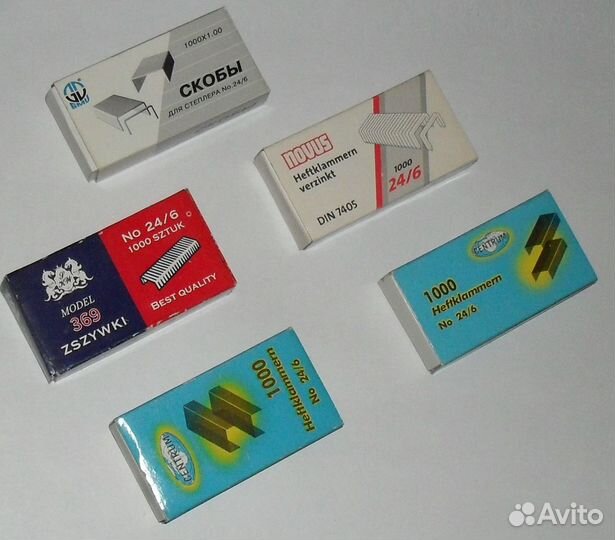 1000X1.00
СКОБЫ
ДЛЯ СТЕПЛЕРА No.24/6
BMU
novus
Heftklammern
verzinkt
1000
24/6
DIN 7405
No 24/6
1000 SZTUK
BEST QUALITY
MODEL
369
ZSZYWKI
CENTRUM
1000
Heftklammern
No 24/6
CENTRUM
1000
Heftklammern
No 24/6
Avito